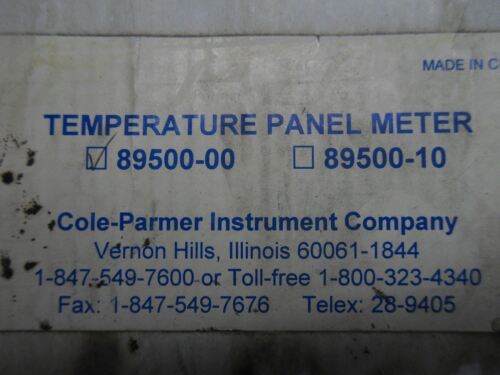 MADE IN C
TEMPERATURE PANEL METER
☑ 89500-00 ☐ 89500-10
Cole-Parmer Instrument Company
Vernon Hills, Illinois 60061-1844
1-847-549-7600 or Toll-free 1-800-323-4340
Fax: 1-847-549-7676 Telex: 28-9405